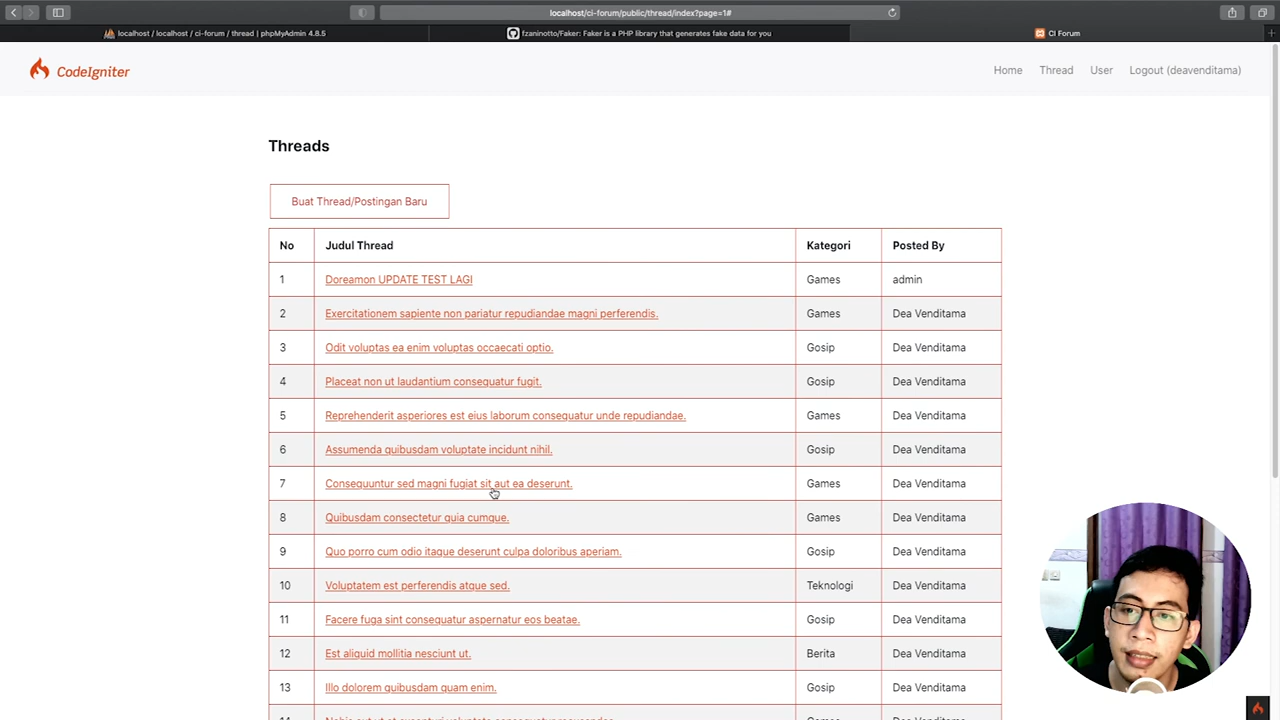 localhost/ci-forum/public/thread/index?page=1#
localhost / localhost / ci-forum / thread | phpMyAdmin 4.8.5
fzaninotto/Faker: Faker is a PHP library that generates fake data for you
CI Forum
CodeIgniter
Home Thread User Logout (deavenditama)
Threads
Buat Thread/Postingan Baru
No Judul Thread Kategori Posted By
1 Doreamon UPDATE TEST LAGI Games admin
2 Exercitationem sapiente non pariatur repudiandae magni perferendis. Games Dea Venditama
3 Odit voluptas ea enim voluptas occaecati optio. Gosip Dea Venditama
4 Placeat non ut laudantium consequatur fugit. Gosip Dea Venditama
5 Reprehenderit asperiores est eius laborum consequatur unde repudiandae. Games Dea Venditama
6 Assumenda quibusdam voluptate incidunt nihil. Gosip Dea Venditama
7 Consequuntur sed magni fugiat sit aut ea deserunt. Games Dea Venditama
8 Quibusdam consectetur quia cumque. Games Dea Venditama
9 Quo porro cum odio itaque deserunt culpa doloribus aperiam. Gosip Dea Venditama
10 Voluptatem est perferendis atque sed. Teknologi Dea Venditama
11 Facere fuga sint consequatur aspernatur eos beatae. Gosip Dea Venditama
12 Est aliquid mollitia nesciunt ut. Berita Dea Venditama
13 Illo dolorem quibusdam quam enim. Gosip Dea Venditama